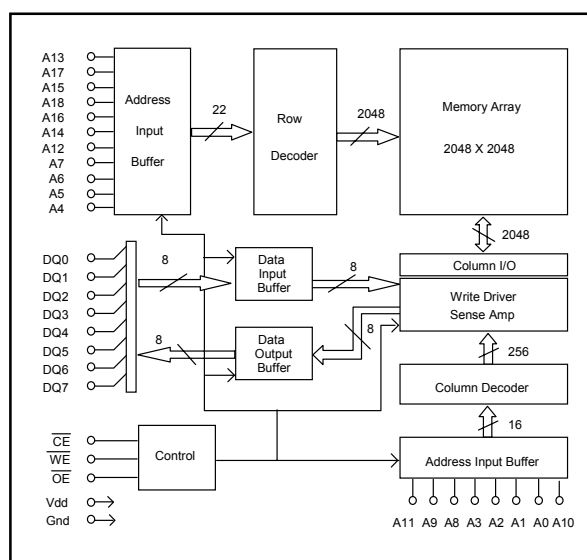 A13
A17
A15
A18
A16
A14
A12
A7
A6
A5
A4
Address
Input
Buffer
22
Row
Decoder
2048
Memory Array
2048 X 2048
2048
DQ0
DQ1
DQ2
DQ3
DQ4
DQ5
DQ6
DQ7
8
Data
Input
Buffer
8
Column I/O
Write Driver
Sense Amp
8
Data
Output
Buffer
8
256
Column Decoder
16
CE
WE
OE
Vdd
Gnd
Control
Address Input Buffer
A11 A9 A8 A3 A2 A1 A0 A10